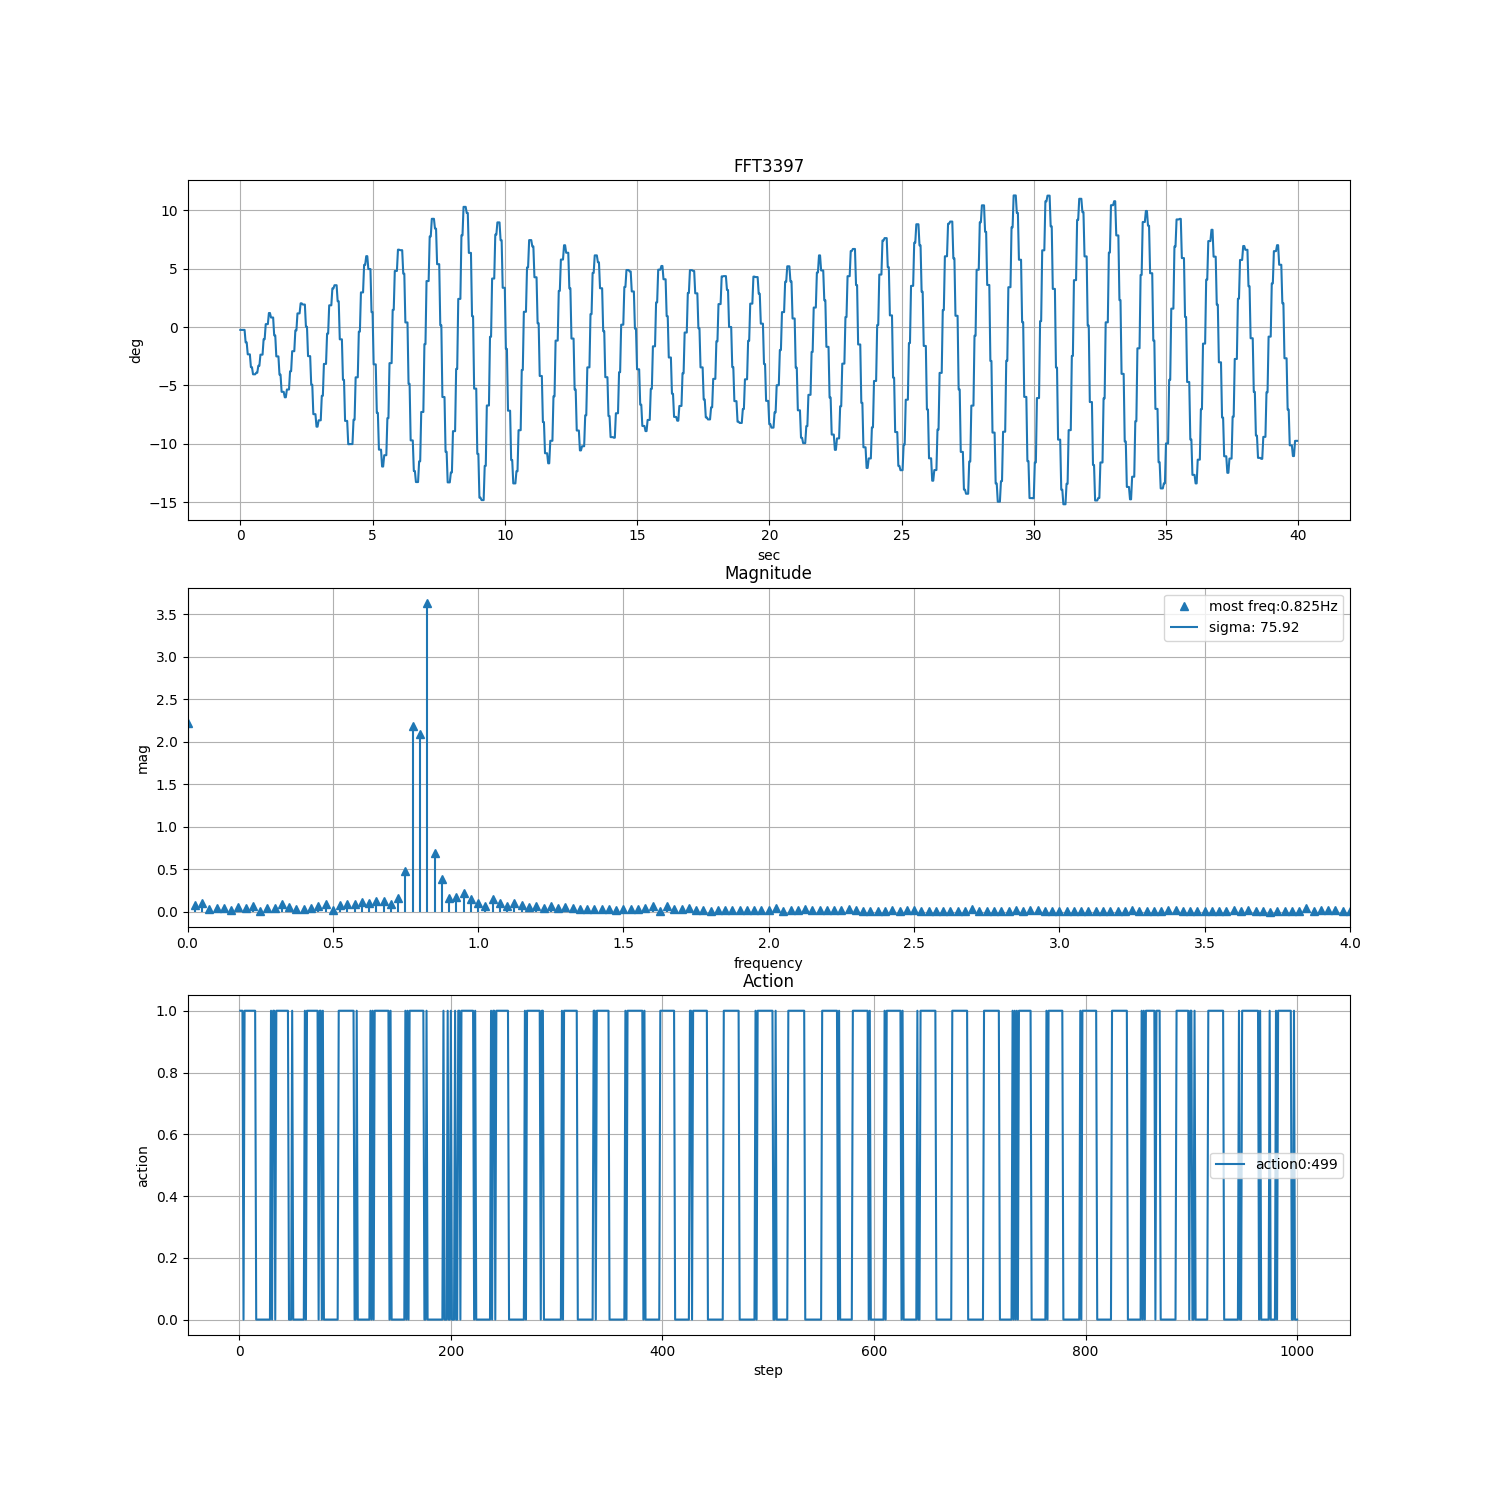 FFT3397
10
5
0
−5
−10
−15
deg
0 5 10 15 20 25 30 35 40
sec
Magnitude
3.5
3.0
2.5
2.0
1.5
1.0
0.5
0.0
mag
most freq:0.825Hz
sigma: 75.92
0.0 0.5 1.0 1.5 2.0 2.5 3.0 3.5 4.0
frequency
Action
1.0
0.8
0.6
0.4
0.2
0.0
action
action0:499
0 200 400 600 800 1000
step